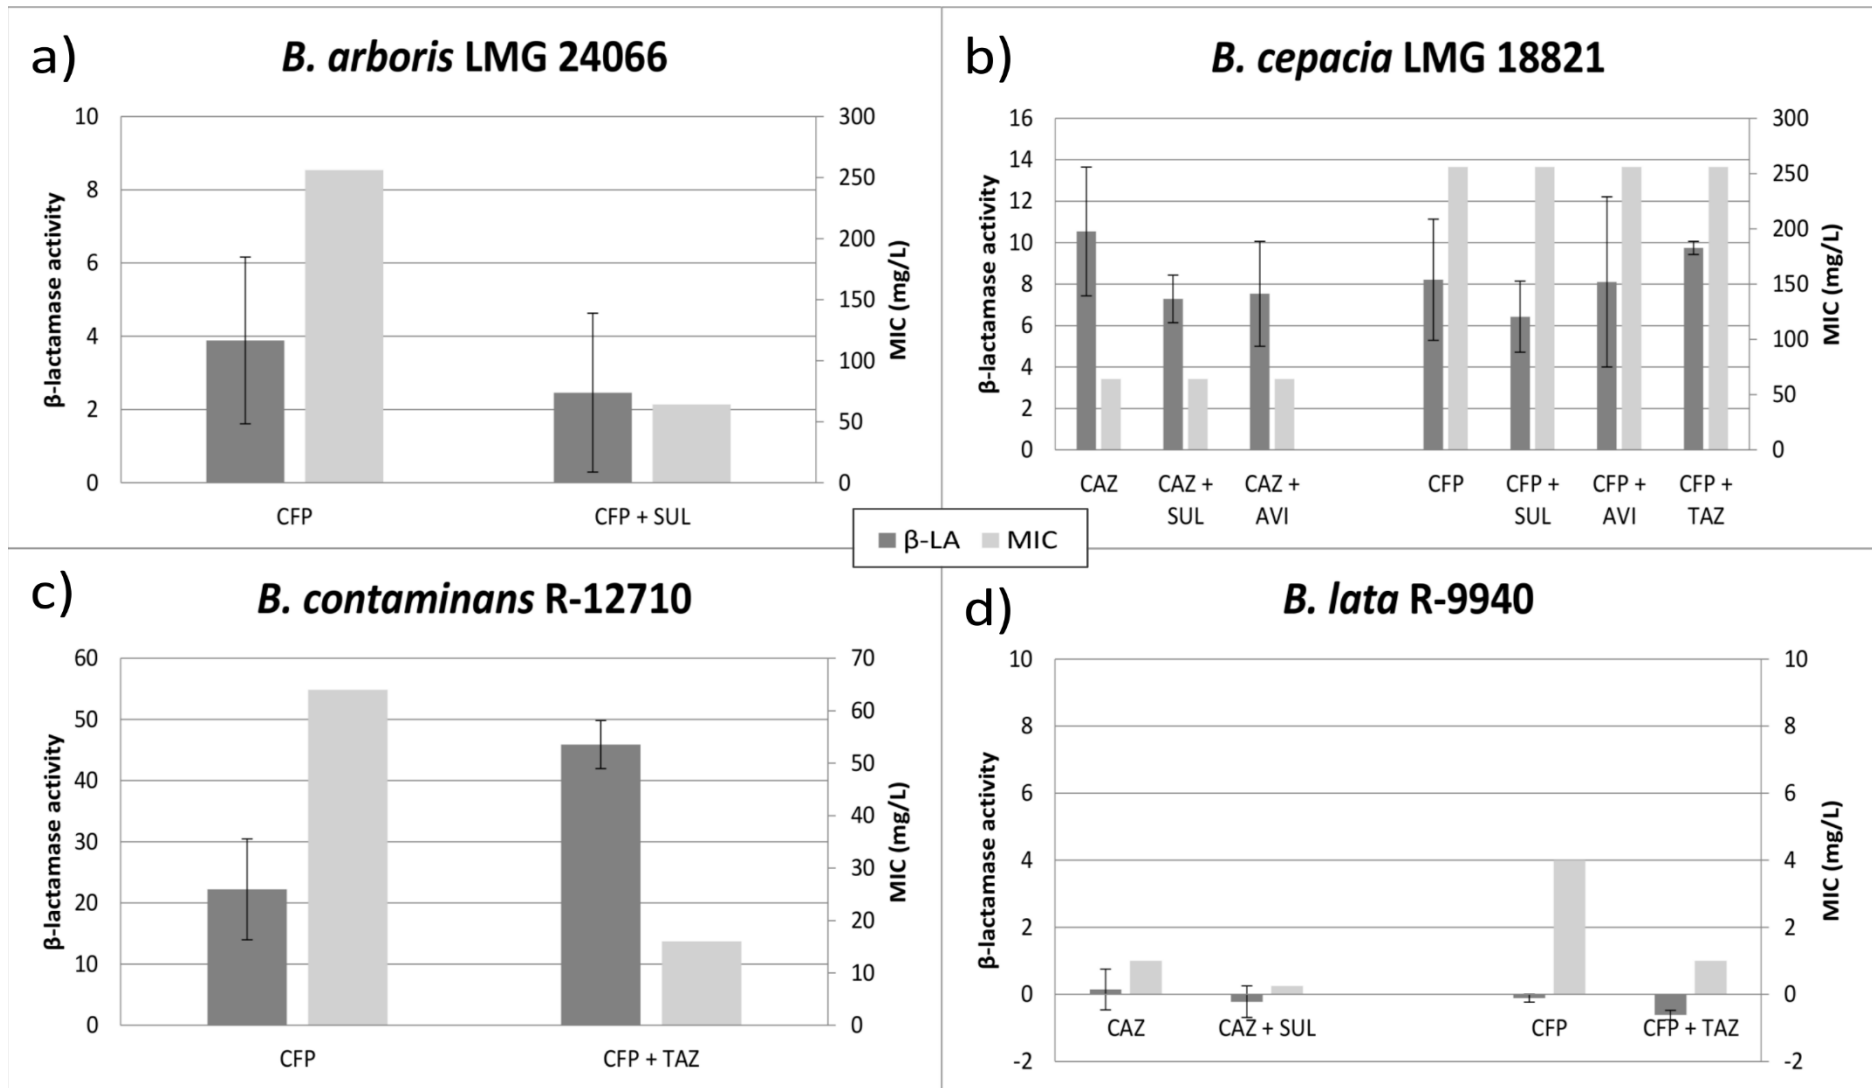 a)
B. arboris LMG 24066
10
8
6
4
2
0
β-lactamase activity
300
250
200
150
100
50
0
MIC (mg/L)
CFP
CFP + SUL
b)
B. cepacia LMG 18821
16
14
12
10
8
6
4
2
0
β-lactamase activity
300
250
200
150
100
50
0
MIC (mg/L)
CAZ
CAZ +
SUL
CAZ +
AVI
CFP
CFP +
SUL
CFP +
AVI
CFP +
TAZ
β-LA
MIC
c)
B. contaminans R-12710
60
50
40
30
20
10
0
β-lactamase activity
70
60
50
40
30
20
10
0
MIC (mg/L)
CFP
CFP + TAZ
d)
B. lata R-9940
10
8
6
4
2
0
-2
β-lactamase activity
10
8
6
4
2
0
-2
MIC (mg/L)
CAZ
CAZ + SUL
CFP
CFP + TAZ